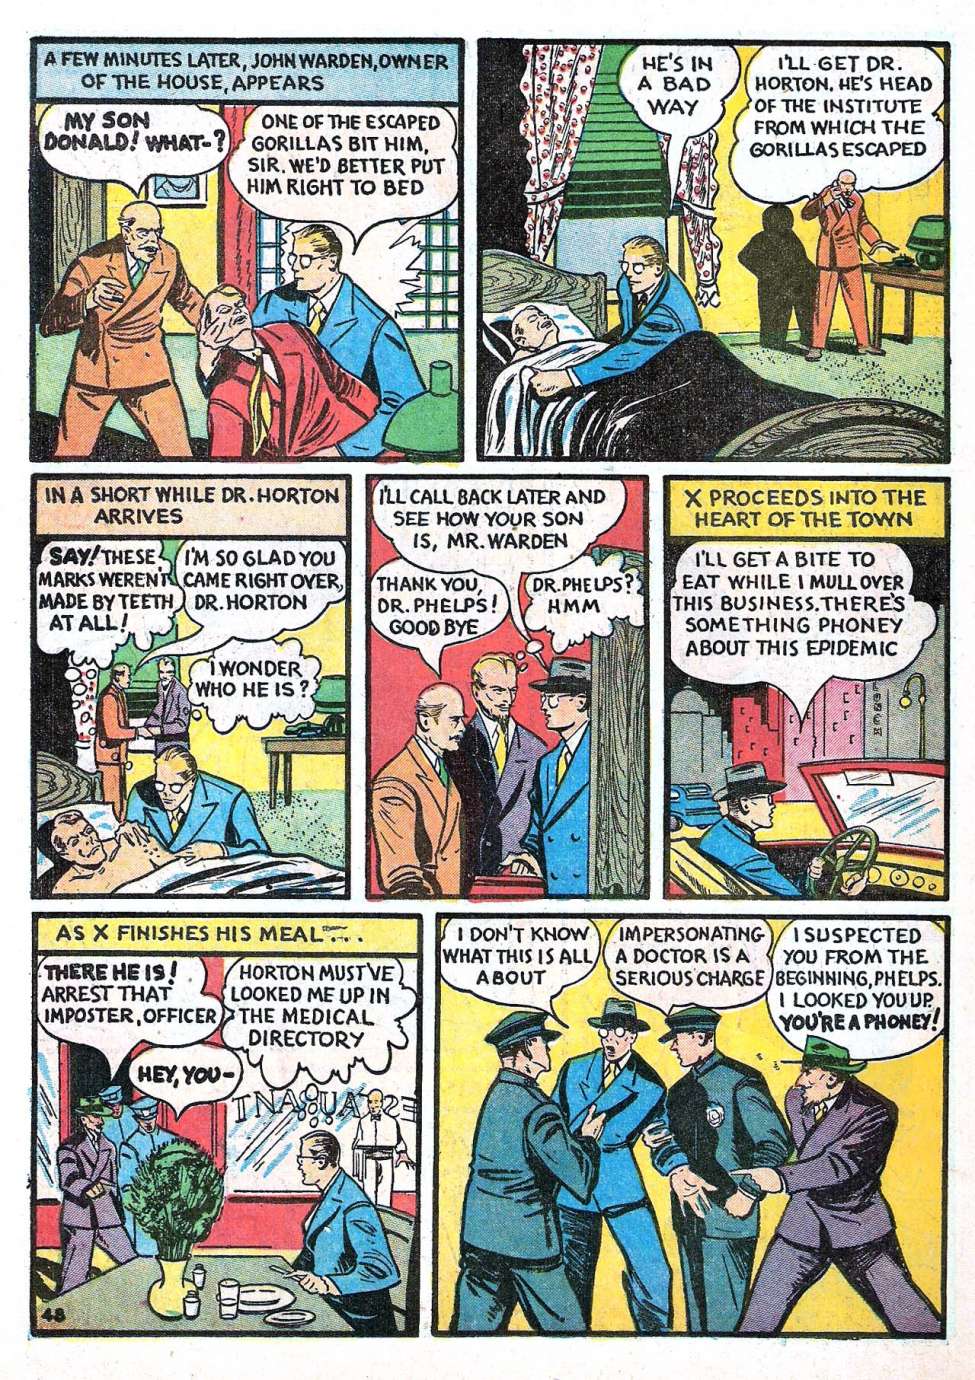 A FEW MINUTES LATER, JOHN WARDEN, OWNER
OF THE HOUSE, APPEARS
MY SON
DONALD! WHAT-?
ONE OF THE ESCAPED
GORILLAS BIT HIM,
SIR. WE'D BETTER PUT
HIM RIGHT TO BED
HE'S IN
A BAD
WAY
I'LL GET DR.
HORTON. HE'S HEAD
OF THE INSTITUTE
FROM WHICH THE
GORILLAS ESCAPED
IN A SHORT WHILE DR. HORTON
ARRIVES
SAY! THESE
MARKS WEREN'T
MADE BY TEETH
AT ALL!
I'M SO GLAD YOU
CAME RIGHT OVER,
DR. HORTON
I WONDER
WHO HE IS?
I'LL CALL BACK LATER AND
SEE HOW YOUR SON
IS, MR. WARDEN
THANK YOU,
DR. PHELPS!
GOOD BYE
DR. PHELPS?
HMM
X PROCEEDS INTO THE
HEART OF THE TOWN
I'LL GET A BITE TO
EAT WHILE I MULL OVER
THIS BUSINESS. THERE'S
SOMETHING PHONEY
ABOUT THIS EPIDEMIC
AS X FINISHES HIS MEAL....
THERE HE IS!
ARREST THAT
IMPOSTER, OFFICER
HORTON MUST'VE
LOOKED ME UP IN
THE MEDICAL
DIRECTORY
HEY, YOU-
48
I DON'T KNOW
WHAT THIS IS ALL
ABOUT
IMPERSONATING
A DOCTOR IS A
SERIOUS CHARGE
I SUSPECTED
YOU FROM THE
BEGINNING, PHELPS.
I LOOKED YOU UP.
YOU'RE A PHONEY!